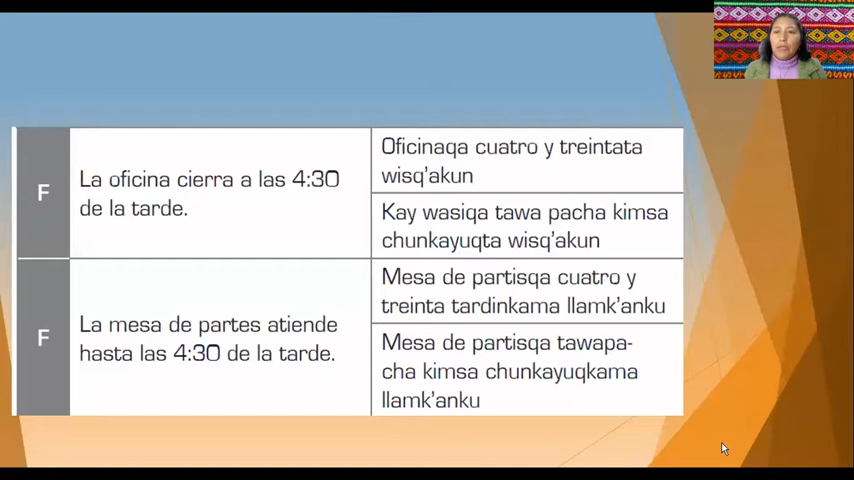 F
La oficina cierra a las 4:30
de la tarde.
Oficinaqa cuatro y treintata
wisq'akun
Kay wasiqa tawa pacha kimsa
chunkayuqta wisq'akun
F
La mesa de partes atiende
hasta las 4:30 de la tarde.
Mesa de partisqa cuatro y
treinta tardinkama llamk'anku
Mesa de partisqa tawapa-
cha kimsa chunkayuqkama
llamk'anku